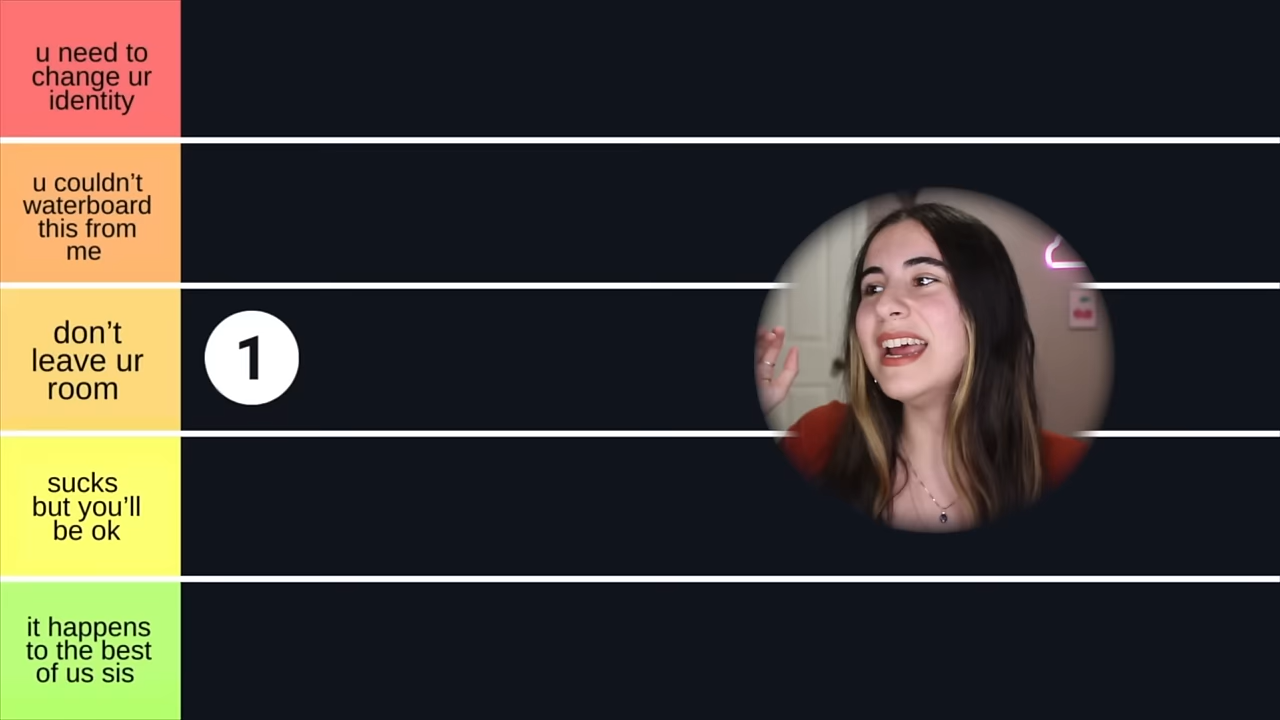 u need to
change ur
identity
u couldn’t
waterboard
this from
me
don’t
leave ur
room
1
sucks
but you’ll
be ok
it happens
to the best
of us sis